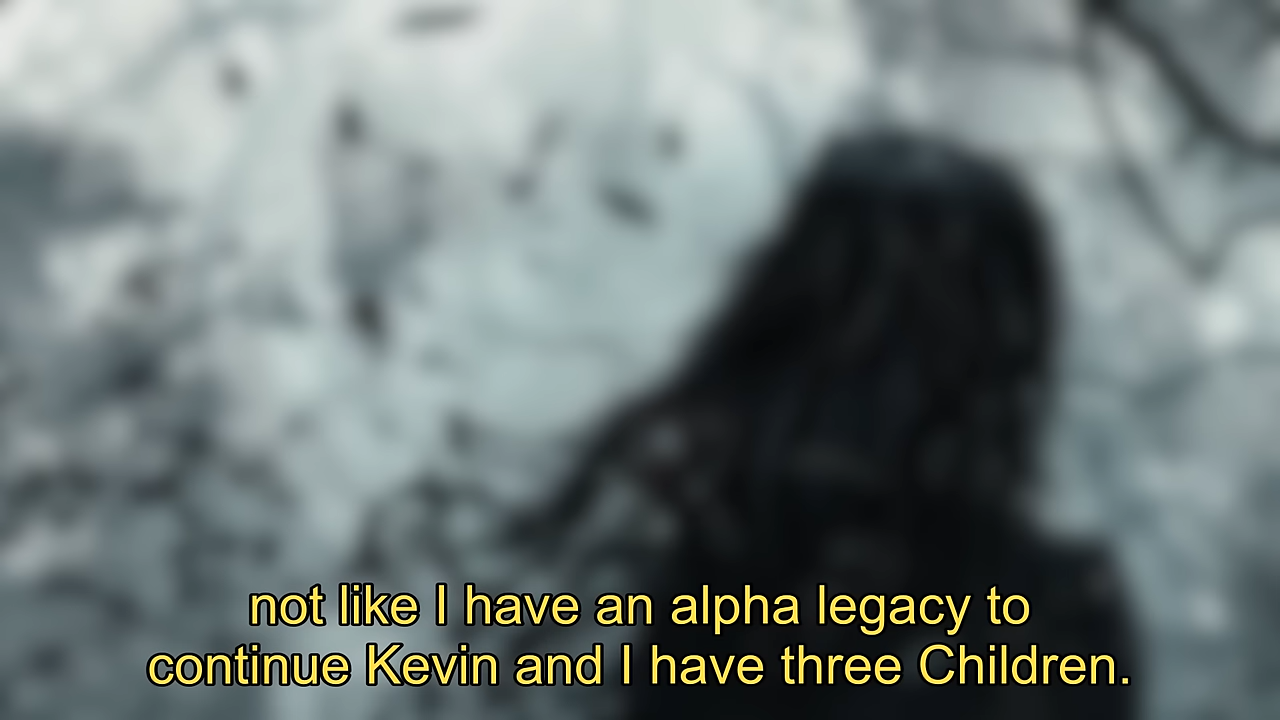 not like I have an alpha legacy to
continue Kevin and I have three Children.